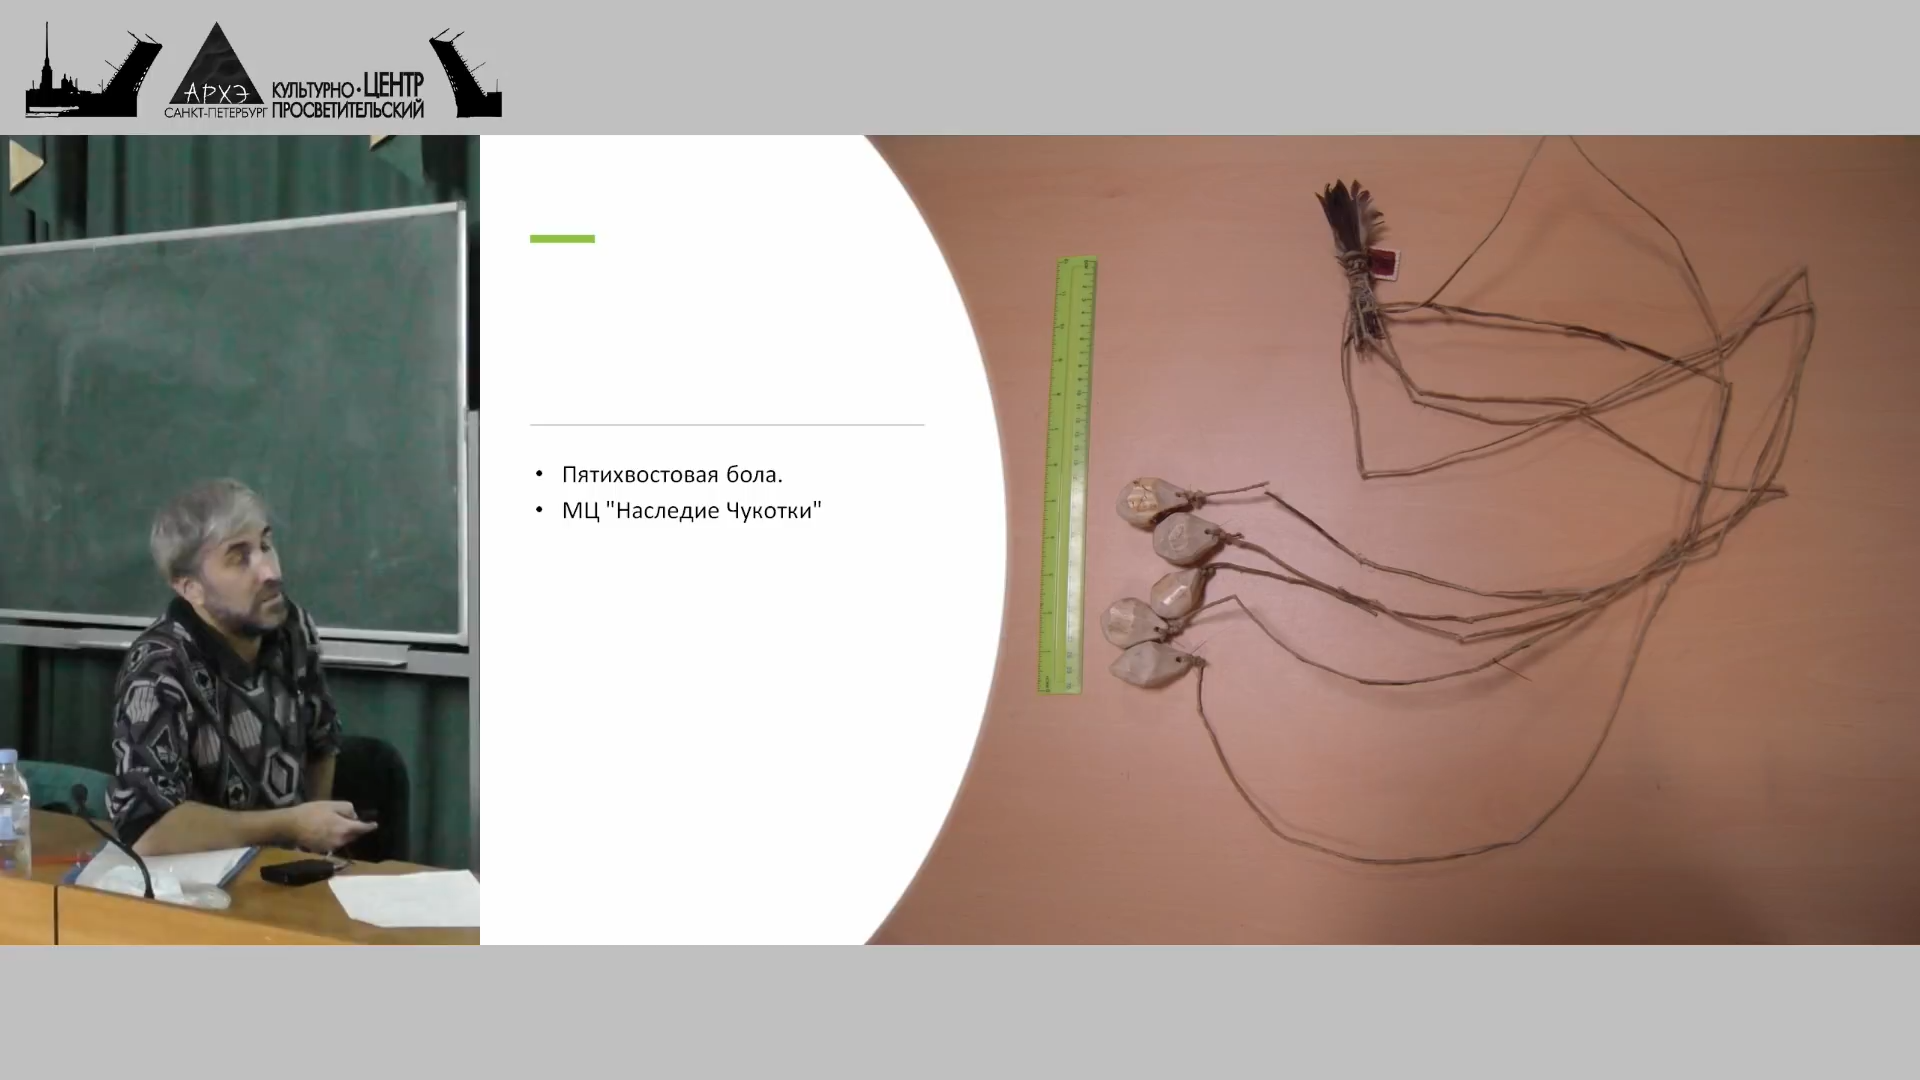 АРХЭ
САНКТ-ПЕТЕРБУРГ
КУЛЬТУРНО-ЦЕНТР
ПРОСВЕТИТЕЛЬСКИЙ
• Пятихвостовая бола.
• МЦ "Наследие Чукотки"